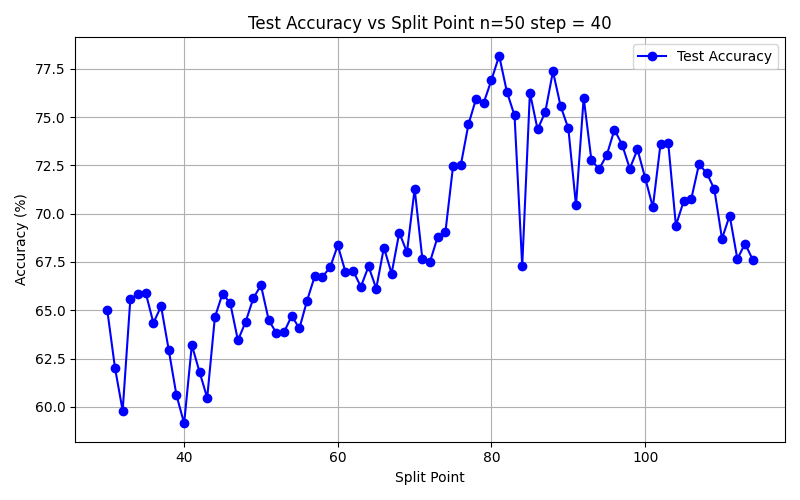 Test Accuracy vs Split Point n=50 step = 40
Test Accuracy
Accuracy (%)
77.5
75.0
72.5
70.0
67.5
65.0
62.5
60.0
40 60 80 100
Split Point